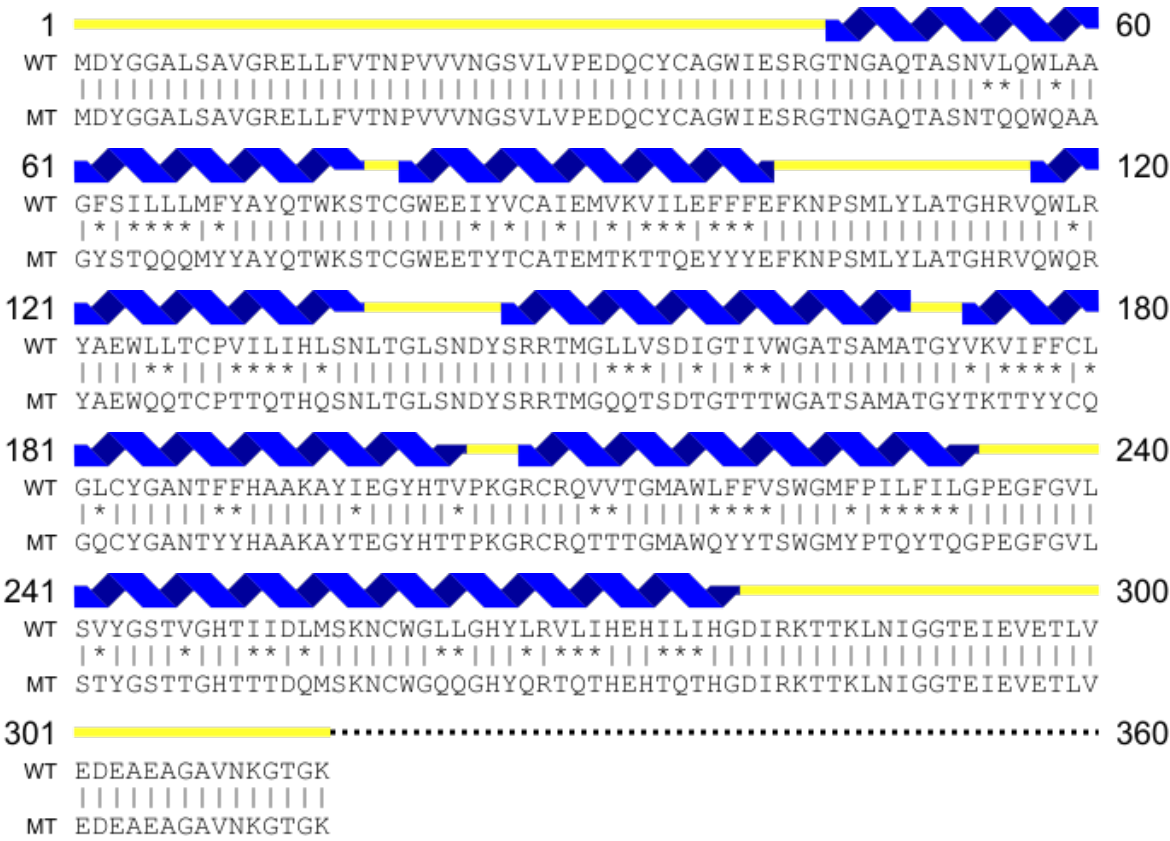 1 60
WT MDYGGALSAVGRELLFVTNPVVVNGSVLVPEDQCYCAGWIESRGTNGAQTASNVLQWLAA
|||||||||||||||||||||||||||||||||||||||||||||||||||||**||*||
MT MDYGGALSAVGRELLFVTNPVVVNGSVLVPEDQCYCAGWIESRGTNGAQTASNTQQWQAA
61 120
WT GFSILLLMFYAYQTWKSTCGWEEIYVCAIEMVKVILEFFFEFKNPSMLYLATGHRVQWLR
|*|****|*||||||||||||||*|*||*||*|***|***||||||||||||||||||*|
MT GYSTQQQMYYAYQTWKSTCGWEETYTCATEMTKTTQEYYYEFKNPSMLYLATGHRVQWQR
121 180
WT YAEWLLTCPVILIHLSNLTGLSNDYSRRTMGLLVSDIGTIVWGATSAMATGYVKVIFFCL
||||**|||****|*||||||||||||||||***||*||**|||||||||||*|****|*
MT YAEWQQTCPTTQTHQSNLTGLSNDYSRRTMGQQTSDTGTTTWGATSAMATGYTKTTYYCQ
181 240
WT GLCYGANTFFHAAKAYIEGYHTVPKGRCRQVVTGMAWLFFVSWGMFPILFILGPEGFGVL
|*||||||**||||||*|||||*|||||||**|||||****||||*|*****||||||||
MT GQCYGANTYYHAAKAYTEGYHTTPKGRCRQTTTGMAWQYYTSWGMYPTQYTQGPEGFGVL
241 300
WT SVYGSTVGHTIIDLMSKNCWGLLGHYLRVLIHEHILIHGDIRKTTKLNIGGTEIEVETLV
|*||||*|||**|*|||||||**|||*|***|||***|||||||||||||||||||||||
MT STYGSTTGHTTTDQMSKNCWGQQGHYQRTQTHEHTQTHGDIRKTTKLNIGGTEIEVETLV
301 360
WT EDEAEAGAVNKGTGK
|||||||||||||||
MT EDEAEAGAVNKGTGK